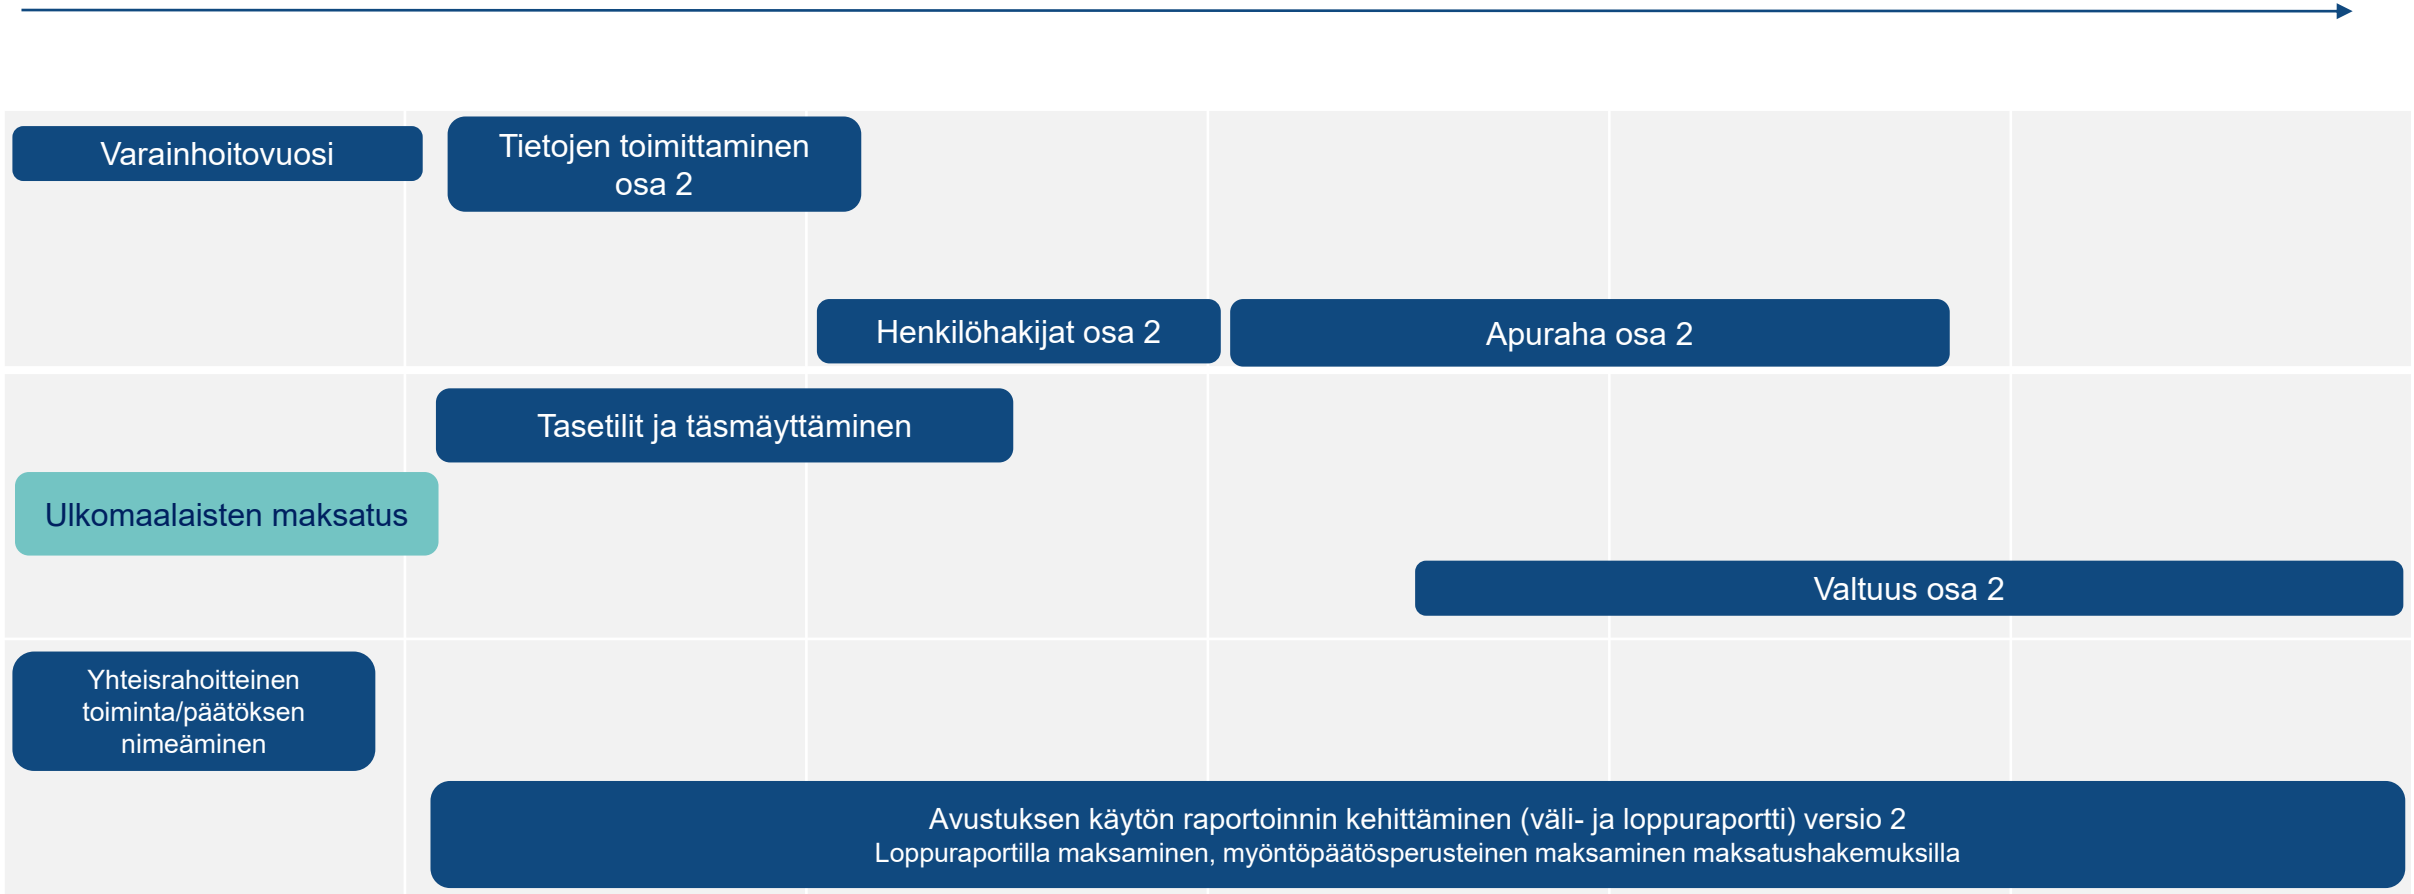 Varainhoitovuosi
Tietojen toimittaminen
osa 2
Henkilöhakijat osa 2
Apuraha osa 2
Tasetilit ja täsmäyttäminen
Ulkomaalaisten maksatus
Valtuus osa 2
Yhteisrahoitteinen
toiminta/päätöksen
nimeäminen
Avustuksen käytön raportoinnin kehittäminen (väli- ja loppuraportti) versio 2
Loppuraportilla maksaminen, myöntöpäätösperusteinen maksaminen maksatushakemuksilla